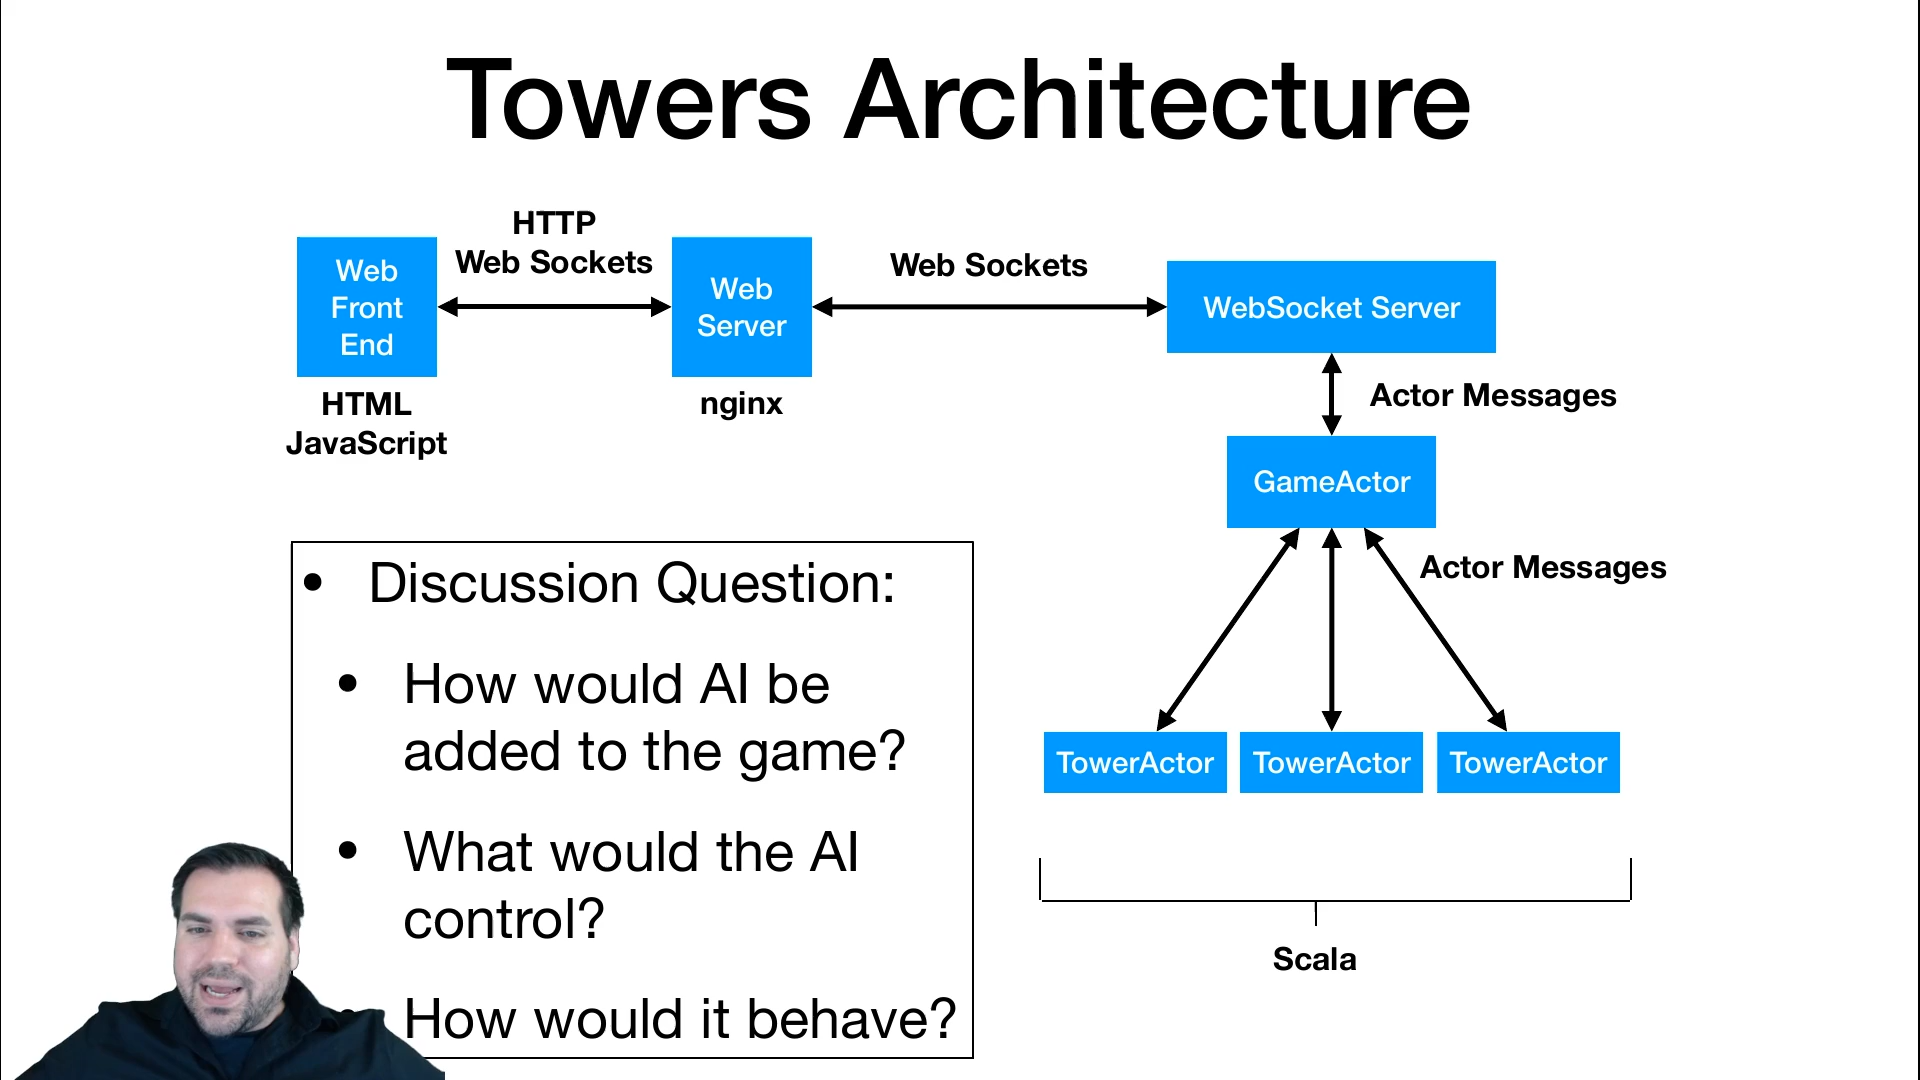 Towers Architecture
HTTP
Web Sockets
Web
Front
End
HTML
JavaScript
Web
Server
nginx
Web Sockets
WebSocket Server
Actor Messages
GameActor
Actor Messages
TowerActor
TowerActor
TowerActor
Scala
• Discussion Question:
• How would AI be
added to the game?
• What would the AI
control?
How would it behave?